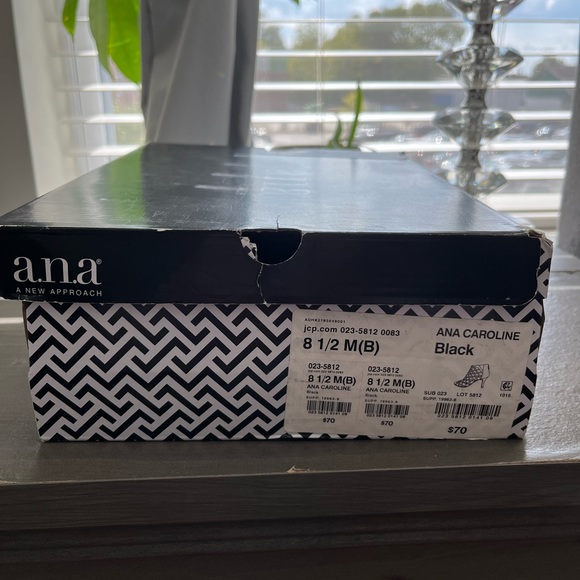 a.n.a®
A NEW APPROACH
jcp.com 023-5812 0083
8 1/2 M(B)
ANA CAROLINE
Black
023-5812
8 1/2 M(B)
ANA CAROLINE
Black
$70
023-5812
8 1/2 M(B)
ANA CAROLINE
Black
$70
SUB 023 LOT 5812
$70